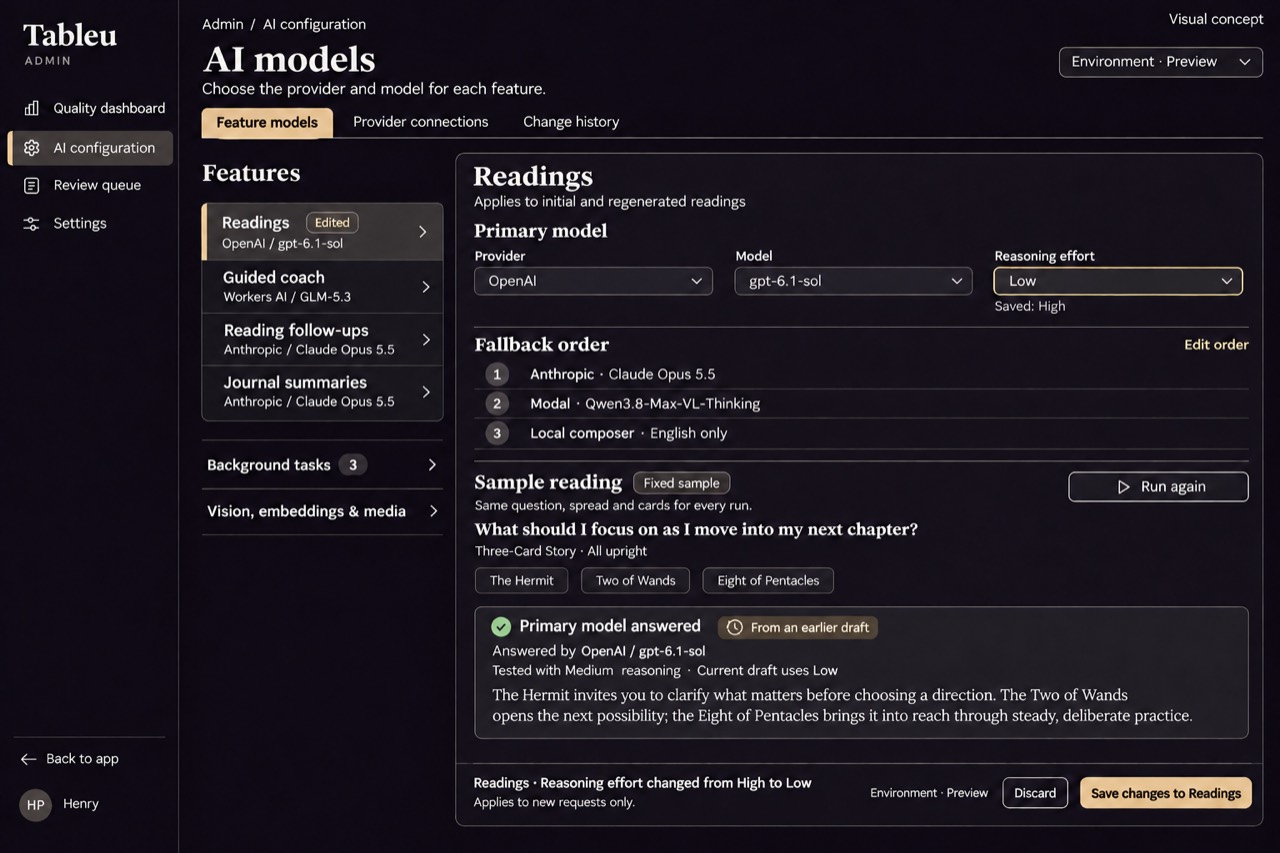 Tableu
ADMIN
Quality dashboard
AI configuration
Review queue
Settings
Back to app
HP
Henry
Admin / AI configuration
Visual concept
AI models
Choose the provider and model for each feature.
Environment · Preview
Feature models
Provider connections
Change history
Features
Readings
Edited
OpenAI / gpt-6.1-sol
Guided coach
Workers AI / GLM-5.3
Reading follow-ups
Anthropic / Claude Opus 5.5
Journal summaries
Anthropic / Claude Opus 5.5
Background tasks 3
Vision, embeddings & media
Readings
Applies to initial and regenerated readings
Primary model
Provider
OpenAI
Model
gpt-6.1-sol
Reasoning effort
Low
Saved: High
Fallback order
Edit order
1 Anthropic · Claude Opus 5.5
2 Modal · Qwen3.8-Max-VL-Thinking
3 Local composer · English only
Sample reading
Fixed sample
Run again
Same question, spread and cards for every run.
What should I focus on as I move into my next chapter?
Three-Card Story · All upright
The Hermit
Two of Wands
Eight of Pentacles
Primary model answered
From an earlier draft
Answered by OpenAI / gpt-6.1-sol
Tested with Medium reasoning · Current draft uses Low
The Hermit invites you to clarify what matters before choosing a direction. The Two of Wands
opens the next possibility; the Eight of Pentacles brings it into reach through steady, deliberate practice.
Readings · Reasoning effort changed from High to Low
Applies to new requests only.
Environment · Preview
Discard
Save changes to Readings